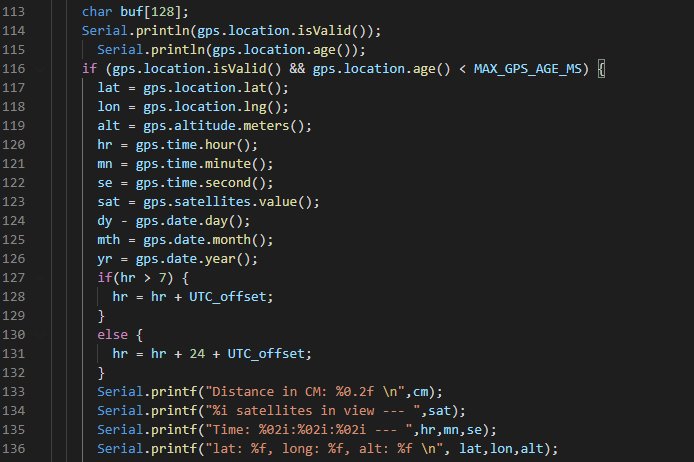 113 char buf[128];
114 Serial.println(gps.location.isValid());
115 Serial.println(gps.location.age());
116 if (gps.location.isValid() && gps.location.age() < MAX_GPS_AGE_MS) {
117 lat = gps.location.lat();
118 lon = gps.location.lng();
119 alt = gps.altitude.meters();
120 hr = gps.time.hour();
121 mn = gps.time.minute();
122 se = gps.time.second();
123 sat = gps.satellites.value();
124 dy - gps.date.day();
125 mth = gps.date.month();
126 yr = gps.date.year();
127 if(hr > 7) {
128 hr = hr + UTC_offset;
129 }
130 else {
131 hr = hr + 24 + UTC_offset;
132 }
133 Serial.printf("Distance in CM: %0.2f \n",cm);
134 Serial.printf("%i satellites in view --- ",sat);
135 Serial.printf("Time: %02i:%02i:%02i --- ",hr,mn,se);
136 Serial.printf("lat: %f, long: %f, alt: %f \n", lat,lon,alt);